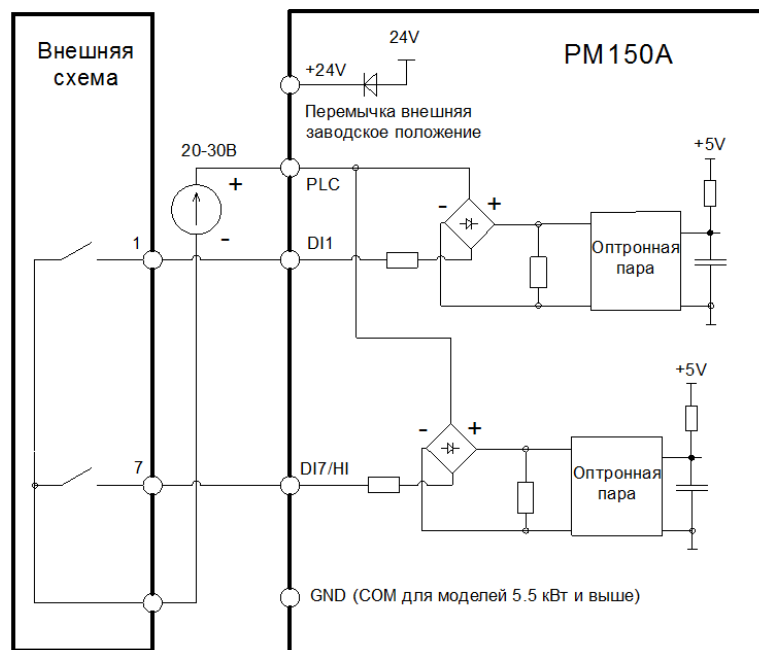 Внешняя
схема
24V
+24V
PM150A
Перемычка внешняя
заводское положение
20-30В
+
-
PLC
-
+
+5V
1
DI1
Оптронная
пара
+5V
-
+
7
DI7/HI
Оптронная
пара
GND (COM для моделей 5.5 кВт и выше)